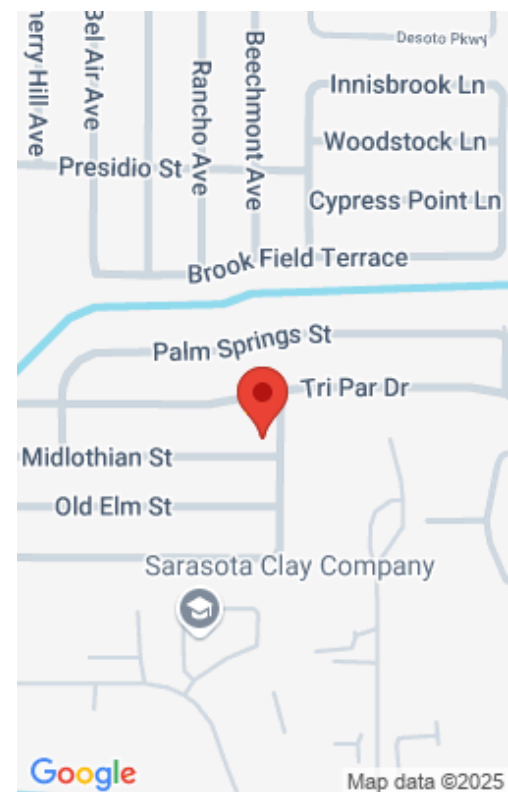 Desoto Pkwy
Bel Air Ave
Rancho Ave
Beechmont Ave
Innisbrook Ln
Woodstock Ln
Presidio St
Cypress Point Ln
Brook Field Terrace
Palm Springs St
Tri Par Dr
Midlothian St
Old Elm St
Sarasota Clay Company
Google
Map data ©2025